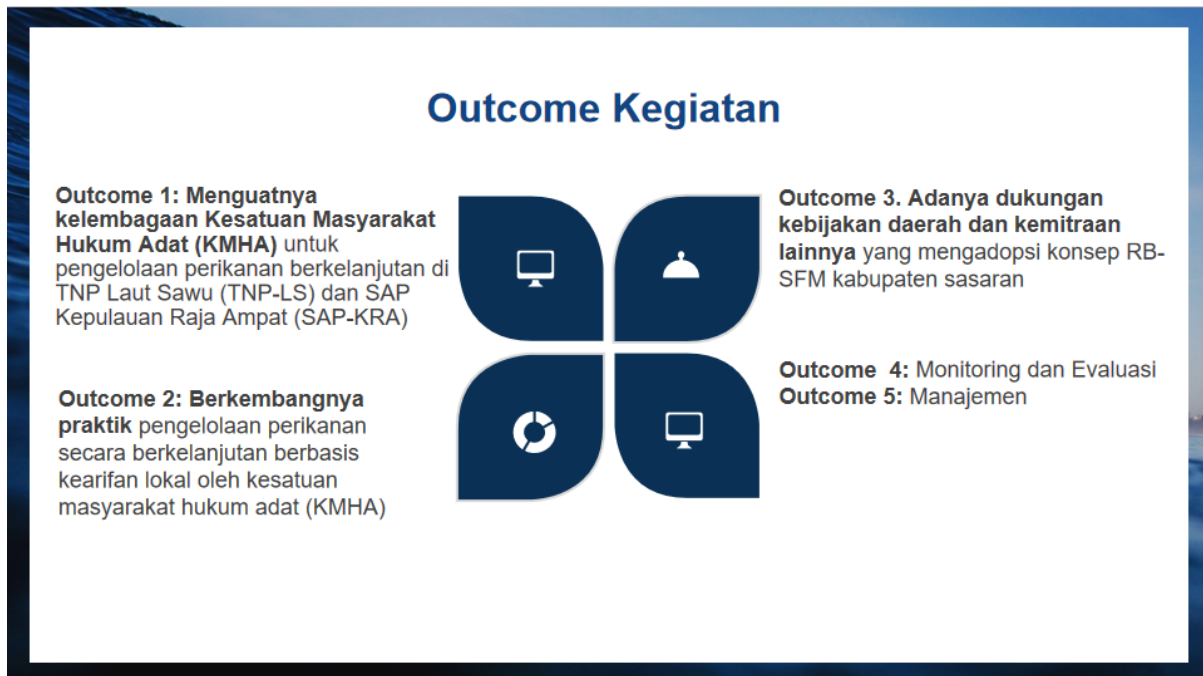 Outcome Kegiatan
Outcome 1: Menguatnya
kelembagaan Kesatuan Masyarakat
Hukum Adat (KMHA) untuk
pengelolaan perikanan berkelanjutan di
TNP Laut Sawu (TNP-LS) dan SAP
Kepulauan Raja Ampat (SAP-KRA)
Outcome 2: Berkembangnya
praktik pengelolaan perikanan
secara berkelanjutan berbasis
kearifan lokal oleh kesatuan
masyarakat hukum adat (KMHA)
Outcome 3. Adanya dukungan
kebijakan daerah dan kemitraan
lainnya yang mengadopsi konsep RB-
SFM kabupaten sasaran
Outcome 4: Monitoring dan Evaluasi
Outcome 5: Manajemen